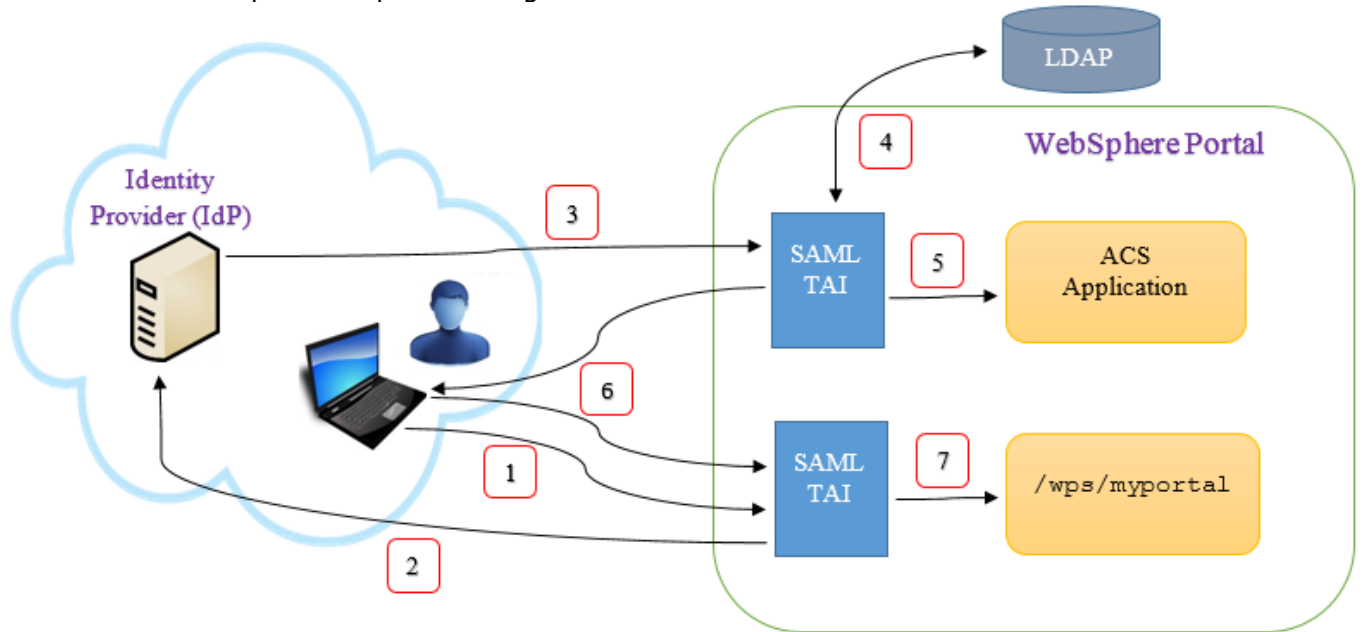 LDAP
WebSphere Portal
4
Identity
Provider (IdP)
3
SAML
TAI
5
ACS
Application
6
1
SAML
TAI
7
/wps/myportal
2